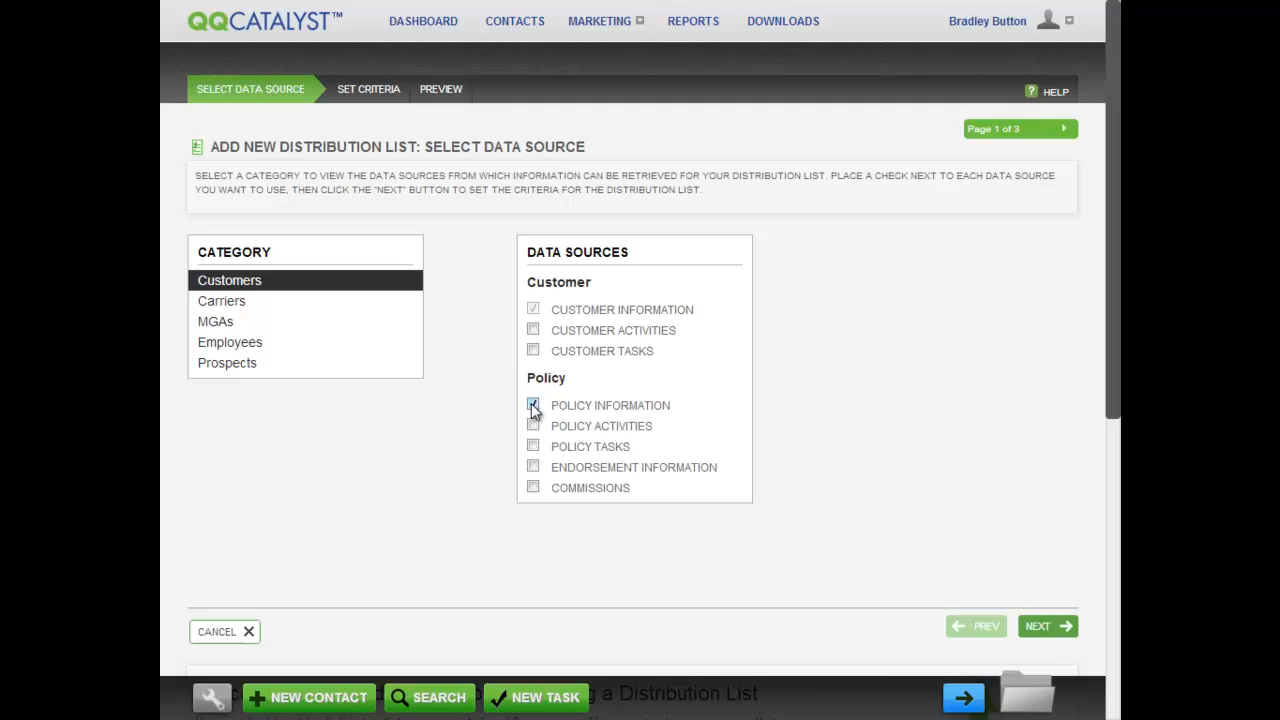 QQCATALYST™ DASHBOARD CONTACTS MARKETING REPORTS DOWNLOADS Bradley Button
SELECT DATA SOURCE SET CRITERIA PREVIEW ? HELP
Page 1 of 3
ADD NEW DISTRIBUTION LIST: SELECT DATA SOURCE
SELECT A CATEGORY TO VIEW THE DATA SOURCES FROM WHICH INFORMATION CAN BE RETRIEVED FOR YOUR DISTRIBUTION LIST. PLACE A CHECK NEXT TO EACH DATA SOURCE
YOU WANT TO USE, THEN CLICK THE "NEXT" BUTTON TO SET THE CRITERIA FOR THE DISTRIBUTION LIST.
CATEGORY
Customers
Carriers
MGAs
Employees
Prospects
DATA SOURCES
Customer
CUSTOMER INFORMATION
CUSTOMER ACTIVITIES
CUSTOMER TASKS
Policy
POLICY INFORMATION
POLICY ACTIVITIES
POLICY TASKS
ENDORSEMENT INFORMATION
COMMISSIONS
CANCEL PREV NEXT
a Distribution List
NEW CONTACT SEARCH NEW TASK